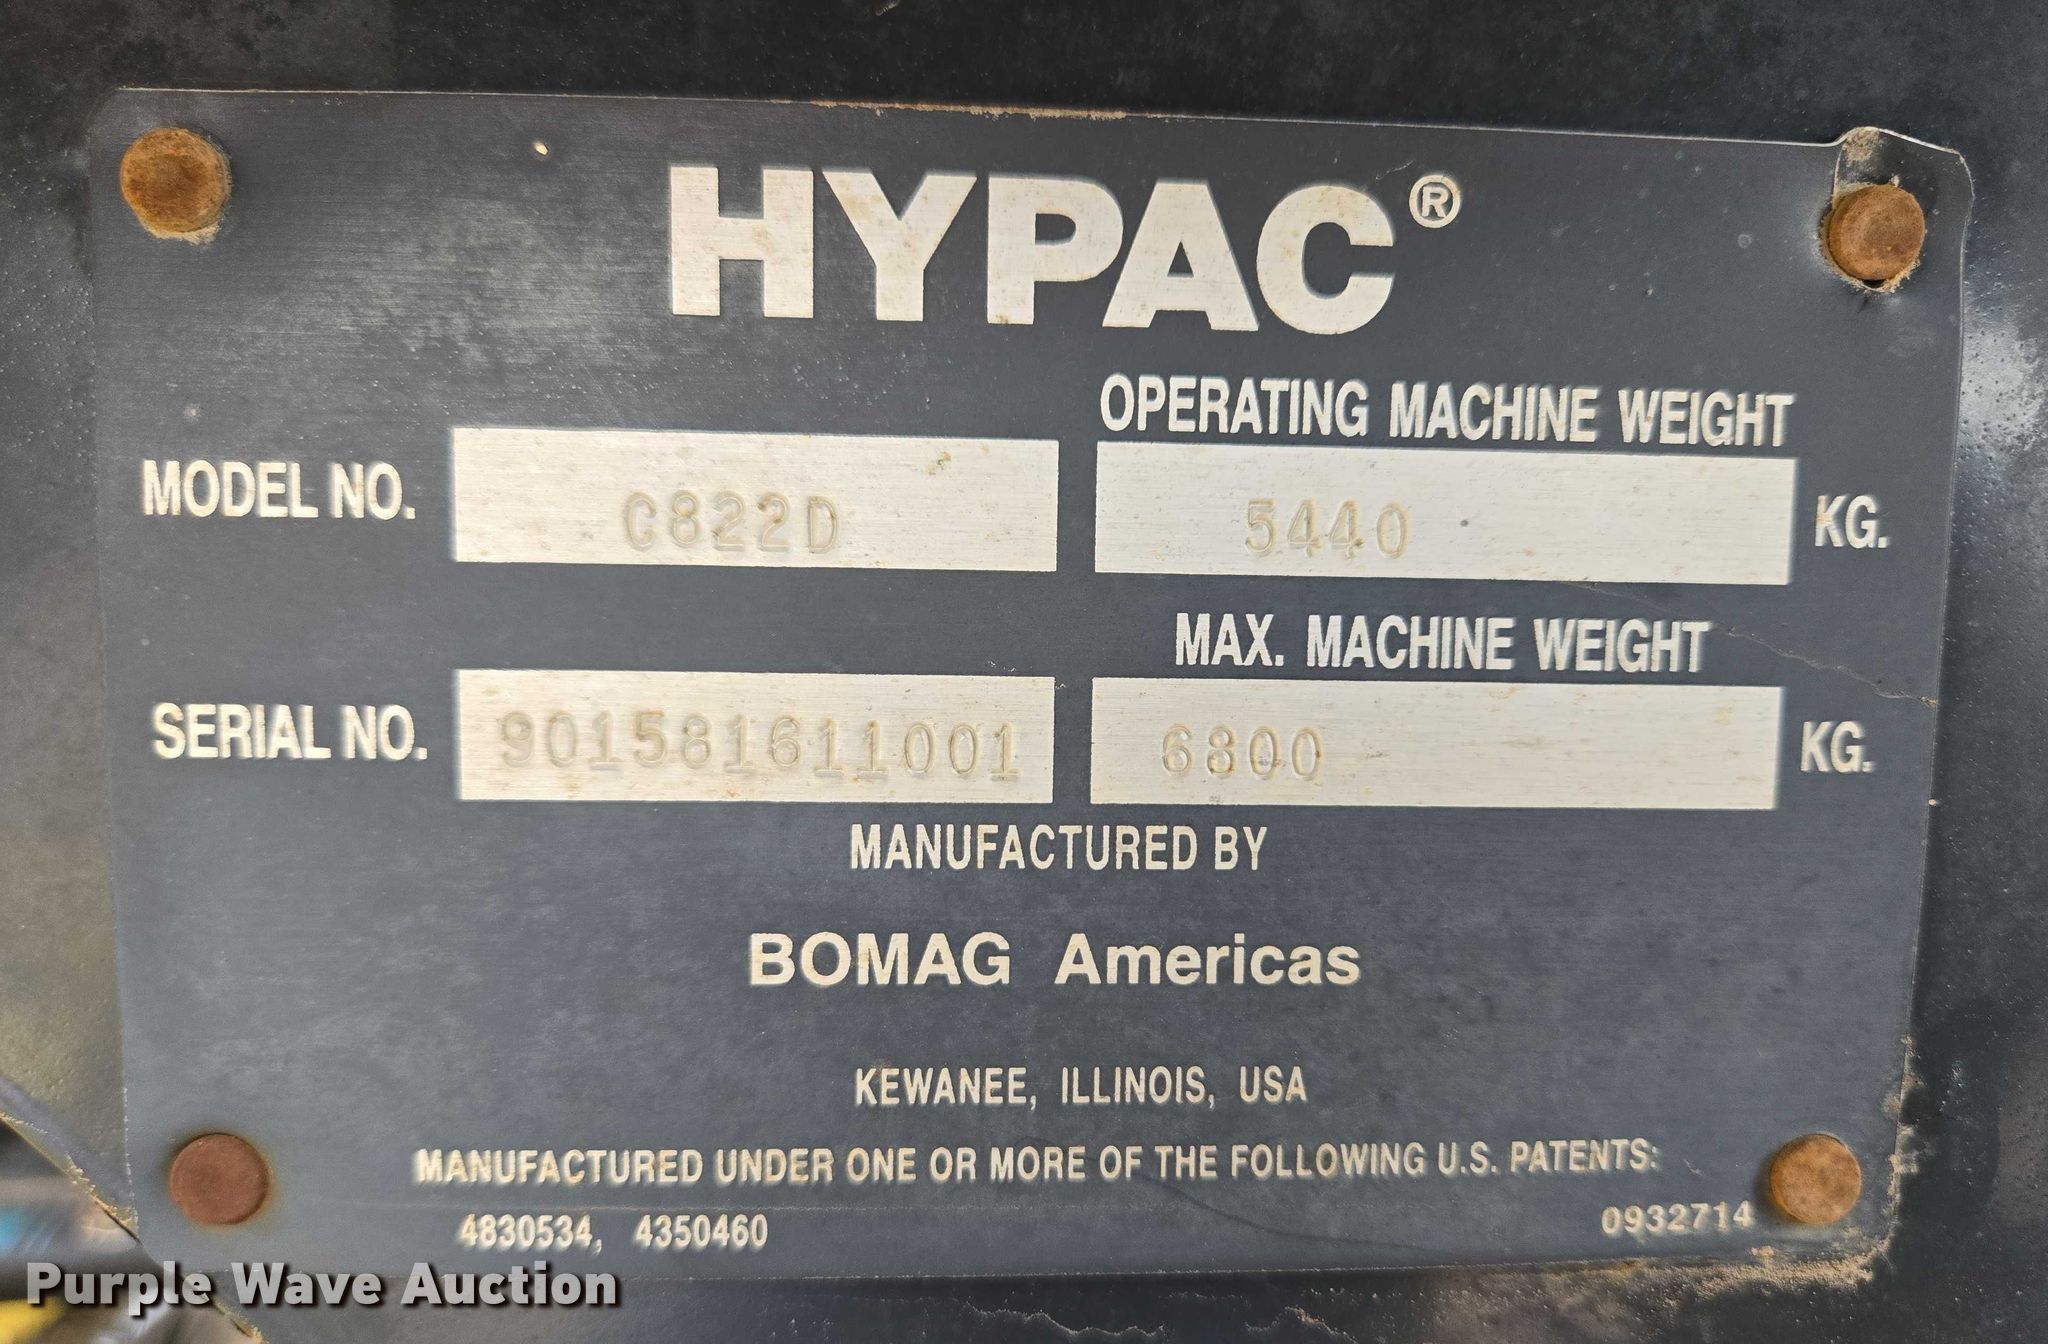 HYPAC®
OPERATING MACHINE WEIGHT
MODEL NO. C822D 5440 KG.
MAX. MACHINE WEIGHT
SERIAL NO. 901581611001 6800 KG.
MANUFACTURED BY
BOMAG Americas
KEWANEE, ILLINOIS, USA
MANUFACTURED UNDER ONE OR MORE OF THE FOLLOWING U.S. PATENTS:
4830534, 4350460 0932714
Purple Wave Auction